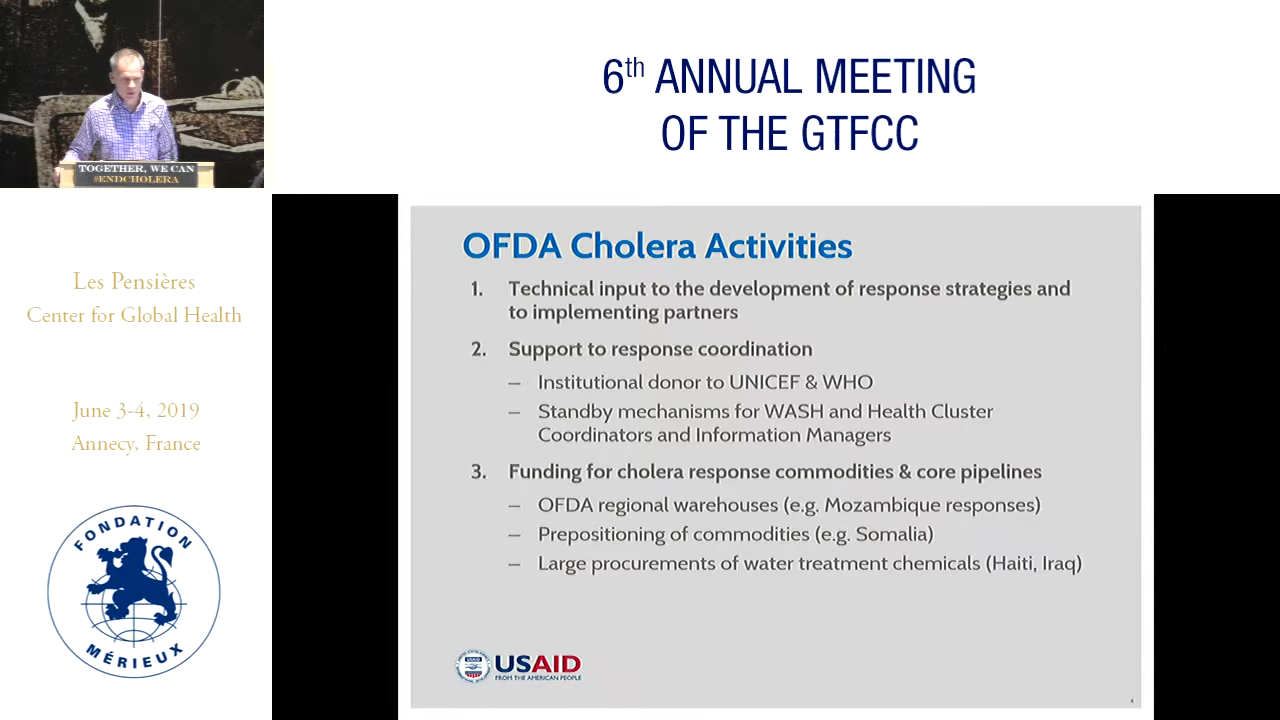 TOGETHER, WE CAN
#ENDCHOLERA
6th ANNUAL MEETING
OF THE GTFCC
Les Pensières
Center for Global Health
June 3-4, 2019
Annecy, France
FONDATION
MÉRIEUX
OFDA Cholera Activities
1. Technical input to the development of response strategies and
to implementing partners
2. Support to response coordination
– Institutional donor to UNICEF & WHO
– Standby mechanisms for WASH and Health Cluster
Coordinators and Information Managers
3. Funding for cholera response commodities & core pipelines
– OFDA regional warehouses (e.g. Mozambique responses)
– Prepositioning of commodities (e.g. Somalia)
– Large procurements of water treatment chemicals (Haiti, Iraq)
USAID
FROM THE AMERICAN PEOPLE